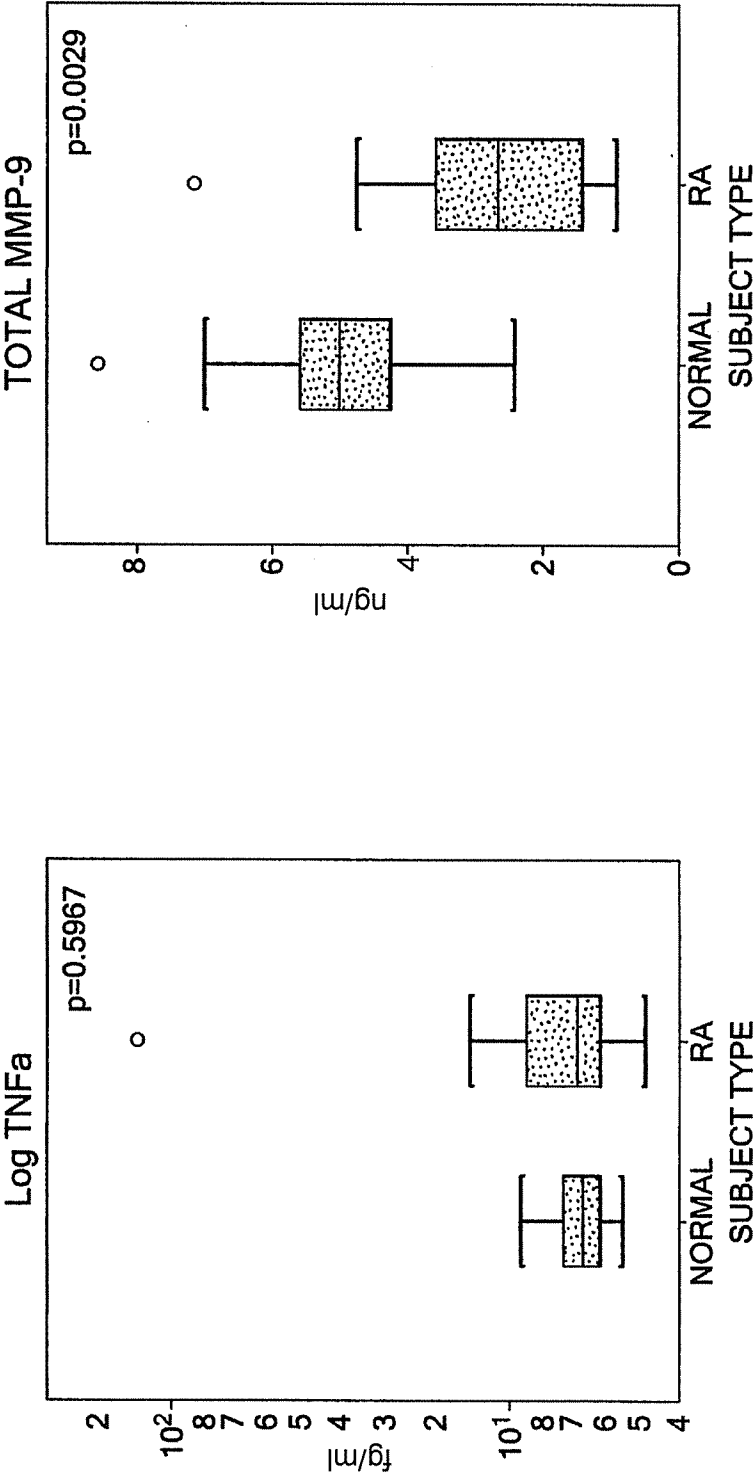 Log TNFa
p=0.5967
fg/ml
2
10²
8
7
6
5
4
3
2
10¹
8
7
6
5
4
NORMAL RA
SUBJECT TYPE
TOTAL MMP-9
p=0.0029
ng/ml
8
6
4
2
0
NORMAL RA
SUBJECT TYPE